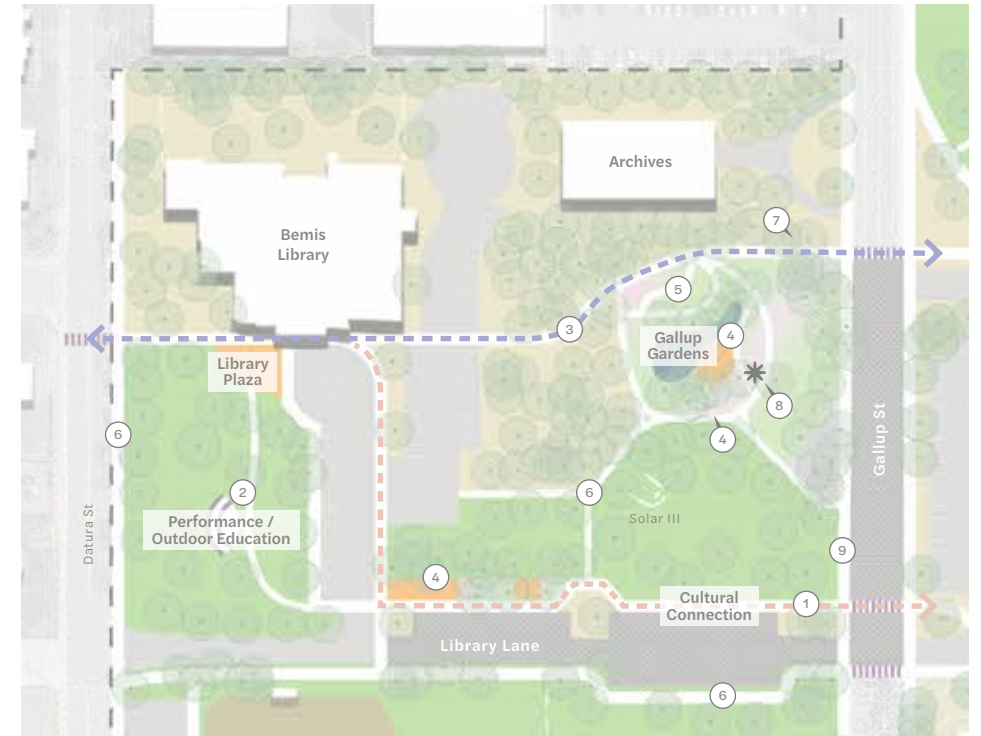 Archives
7
Bemis
Library
5
3
4
Gallup
Gardens
Library
Plaza
8
6
4
Gallup St
2
6
Solar III
Performance /
Outdoor Education
Datura St
9
4
Cultural
Connection
1
Library Lane
6